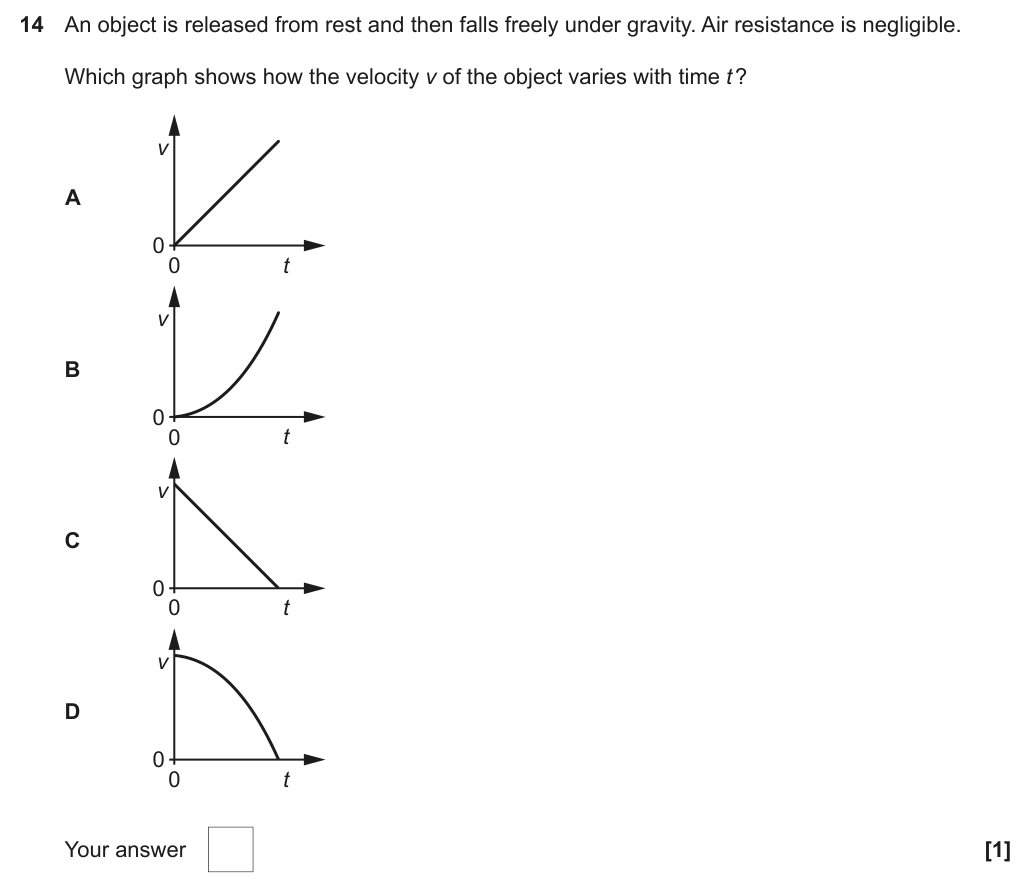 14 An object is released from rest and then falls freely under gravity. Air resistance is negligible.
Which graph shows how the velocity v of the object varies with time t?
v
A
0
0 t
v
B
0
0 t
v
C
0
0 t
v
D
0
0 t
Your answer [1]